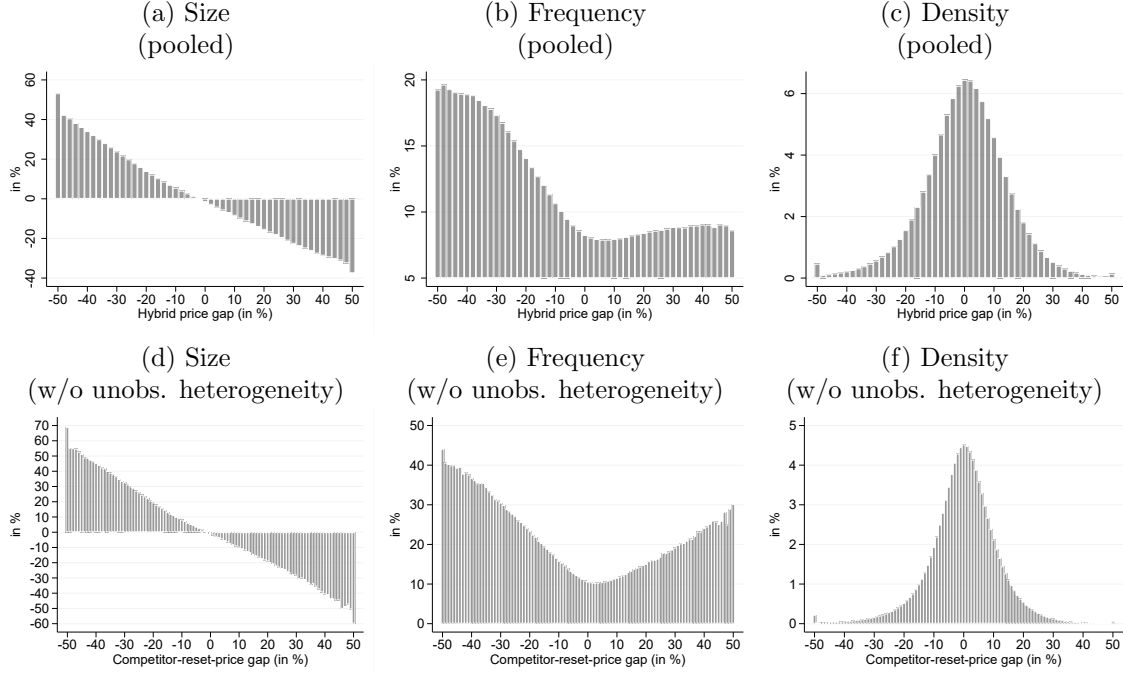 (a) Size
(pooled)
60
40
20
0
-20
-40
in %
-50 -40 -30 -20 -10 0 10 20 30 40 50
Hybrid price gap (in %)
(b) Frequency
(pooled)
20
15
10
5
in %
-50 -40 -30 -20 -10 0 10 20 30 40 50
Hybrid price gap (in %)
(c) Density
(pooled)
6
4
2
0
in %
-50 -40 -30 -20 -10 0 10 20 30 40 50
Hybrid price gap (in %)
(d) Size
(w/o unobs. heterogeneity)
70
60
50
40
30
20
10
0
-10
-20
-30
-40
-50
-60
in %
-50 -40 -30 -20 -10 0 10 20 30 40 50
Competitor-reset-price gap (in %)
(e) Frequency
(w/o unobs. heterogeneity)
50
40
30
20
10
0
in %
-50 -40 -30 -20 -10 0 10 20 30 40 50
Competitor-reset-price gap (in %)
(f) Density
(w/o unobs. heterogeneity)
5
4
3
2
1
0
in %
-50 -40 -30 -20 -10 0 10 20 30 40 50
Competitor-reset-price gap (in %)